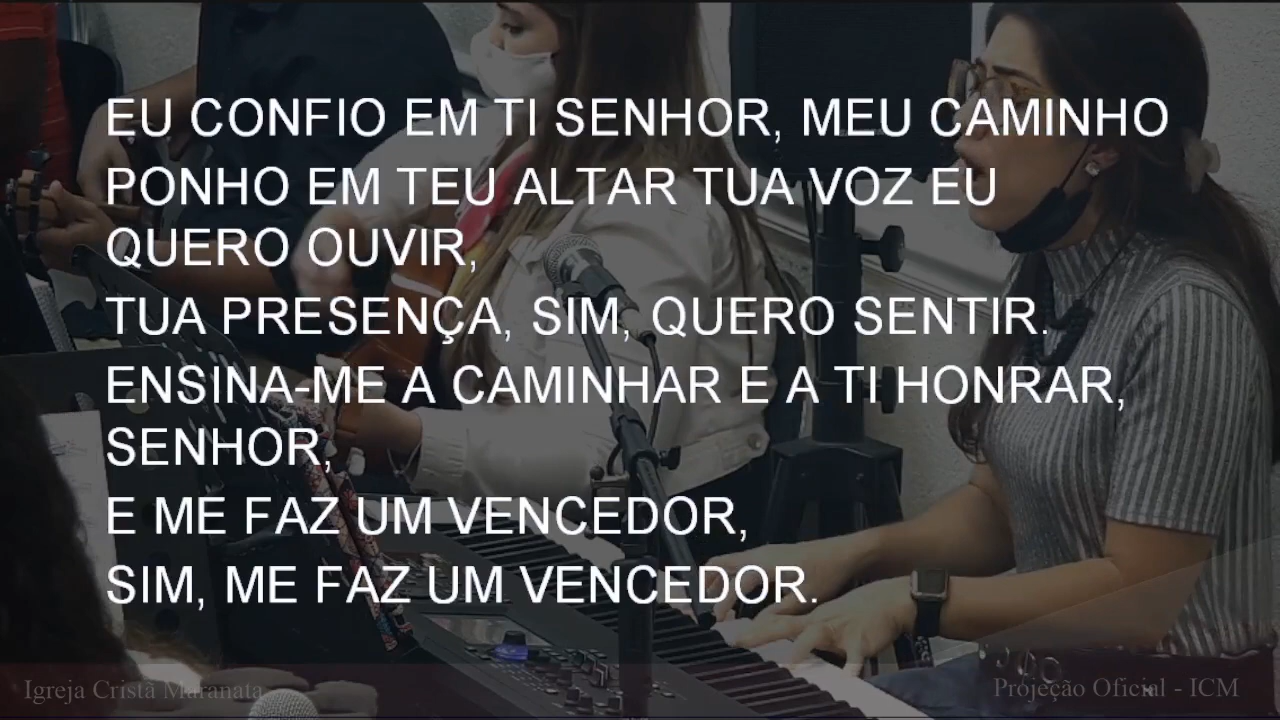 EU CONFIO EM TI SENHOR, MEU CAMINHO
PONHO EM TEU ALTAR TUA VOZ EU
QUERO OUVIR,
TUA PRESENÇA, SIM, QUERO SENTIR.
ENSINA-ME A CAMINHAR E A TI HONRAR,
SENHOR,
E ME FAZ UM VENCEDOR,
SIM, ME FAZ UM VENCEDOR.
Igreja Cristã Maranata
Projeção Oficial - ICM